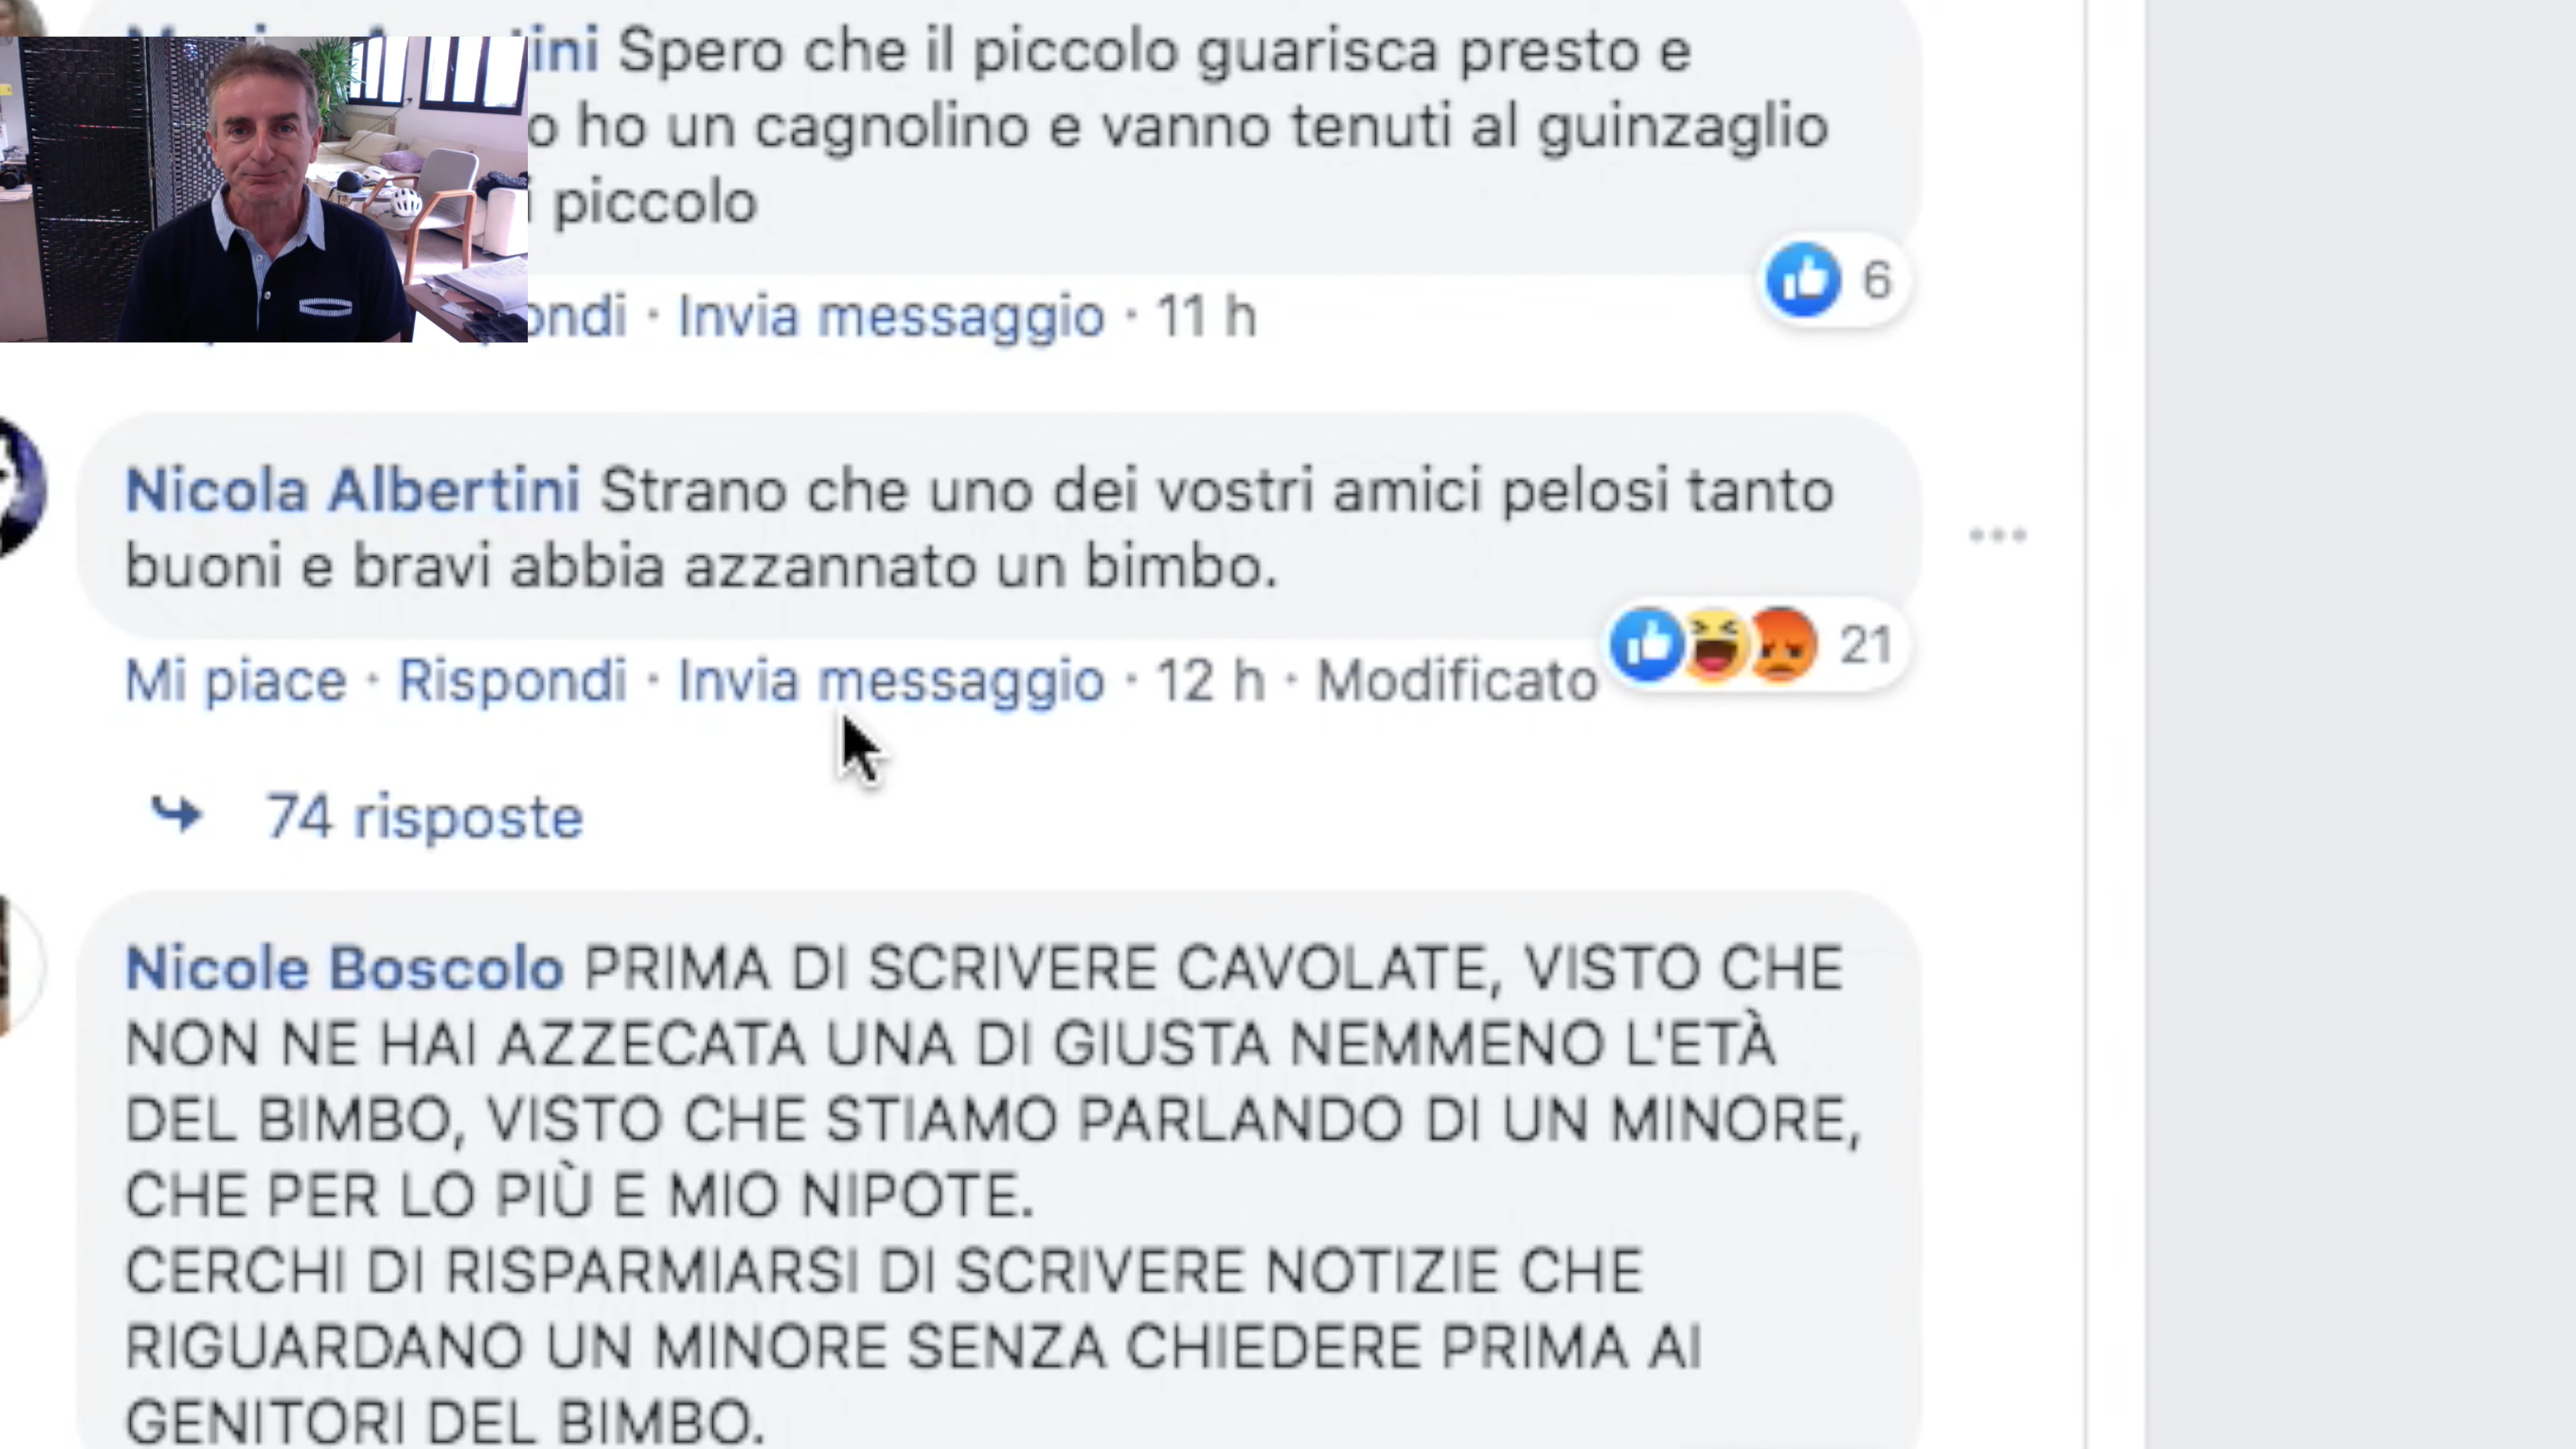 ini Spero che il piccolo guarisca presto e
o ho un cagnolino e vanno tenuti al guinzaglio
i piccolo
6
ondi · Invia messaggio · 11 h
Nicola Albertini Strano che uno dei vostri amici pelosi tanto
buoni e bravi abbia azzannato un bimbo.
21
Mi piace · Rispondi · Invia messaggio · 12 h · Modificato
74 risposte
Nicole Boscolo PRIMA DI SCRIVERE CAVOLATE, VISTO CHE
NON NE HAI AZZECATA UNA DI GIUSTA NEMMENO L'ETÀ
DEL BIMBO, VISTO CHE STIAMO PARLANDO DI UN MINORE,
CHE PER LO PIÙ E MIO NIPOTE.
CERCHI DI RISPARMIARSI DI SCRIVERE NOTIZIE CHE
RIGUARDANO UN MINORE SENZA CHIEDERE PRIMA AI
GENITORI DEL BIMBO.